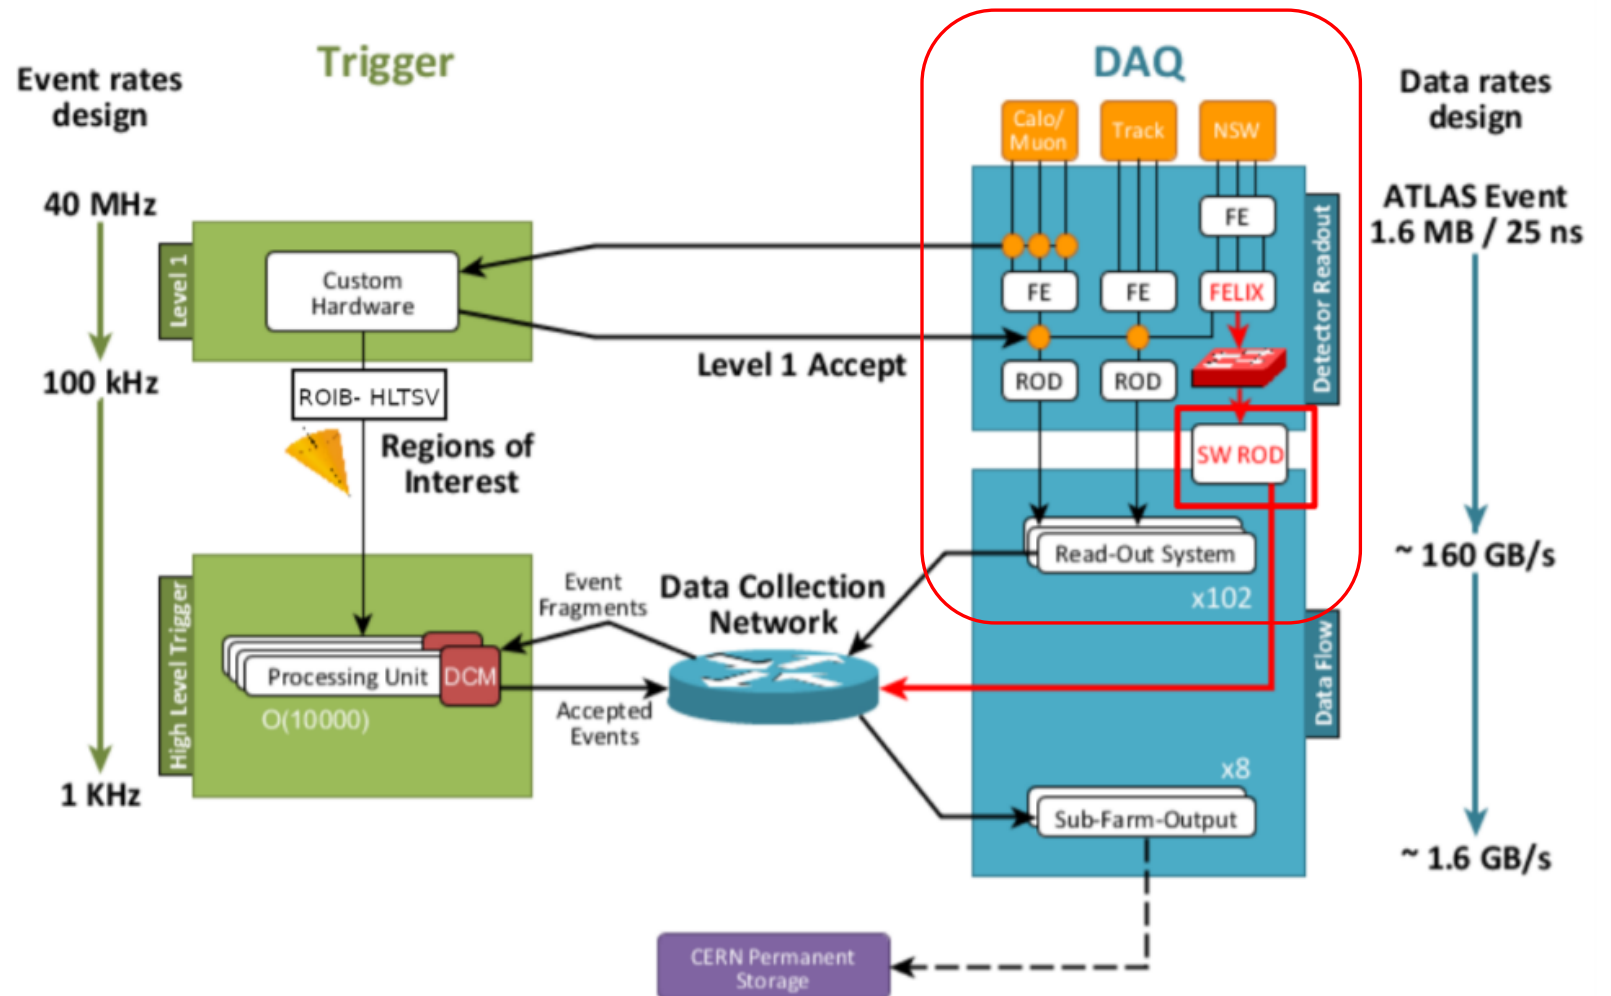 Trigger
DAQ
Event rates
design
Data rates
design
Calo/
Muon
Track
NSW
40 MHz
ATLAS Event
1.6 MB / 25 ns
FE
Level 1
Custom
Hardware
FE
FE
FELIX
Detector Readout
Level 1 Accept
100 kHz
ROIB- HLTSV
ROD
ROD
Regions of
Interest
SW ROD
~ 160 GB/s
Read-Out System
x102
Event
Fragments
Data Collection
Network
High Level Trigger
Processing Unit
DCM
O(10000)
Accepted
Events
Data Flow
1 KHz
x8
Sub-Farm-Output
~ 1.6 GB/s
CERN Permanent
Storage